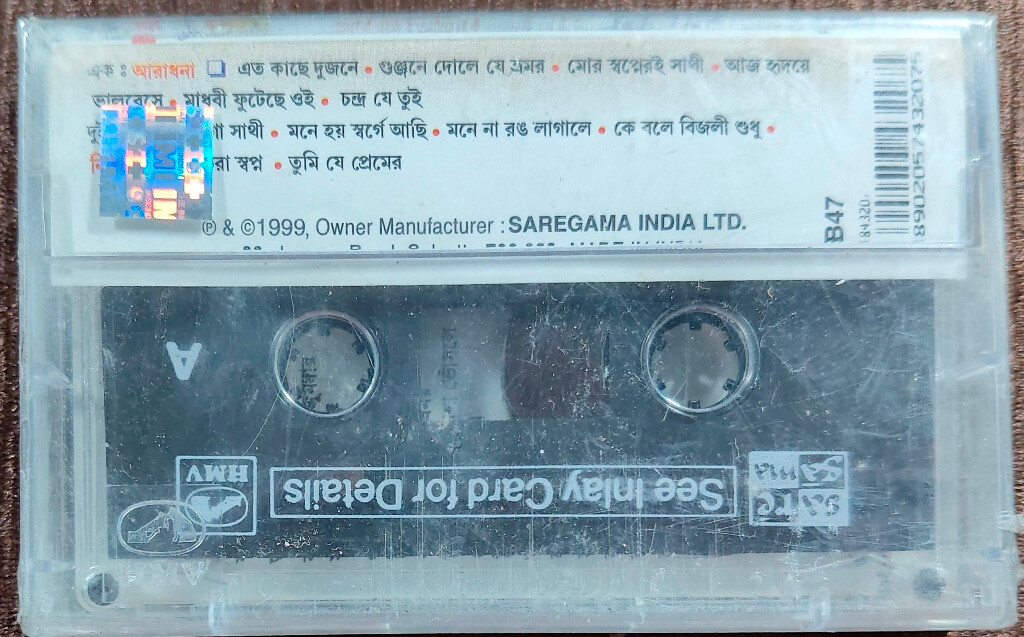 এক : আরাধনা ❏ এত কাছে দুজনে • গুঞ্জনে দোলে যে ভ্রমর • মোর স্বপ্নেরই সাথী • আজ হৃদয়ে
ভালবেসে • মাধবী ফুটেছে ওই • চন্দ্র যে তুই
সাথী • মনে হয় স্বর্গে আছি • মনে না রঙ লাগালে • কে বলে বিজলী শুধু •
স্বপ্ন • তুমি যে প্রেমের
℗ & ©1999, Owner Manufacturer : SAREGAMA INDIA LTD.
B47
8902057432075
A
HMV
See Inlay Card for Details